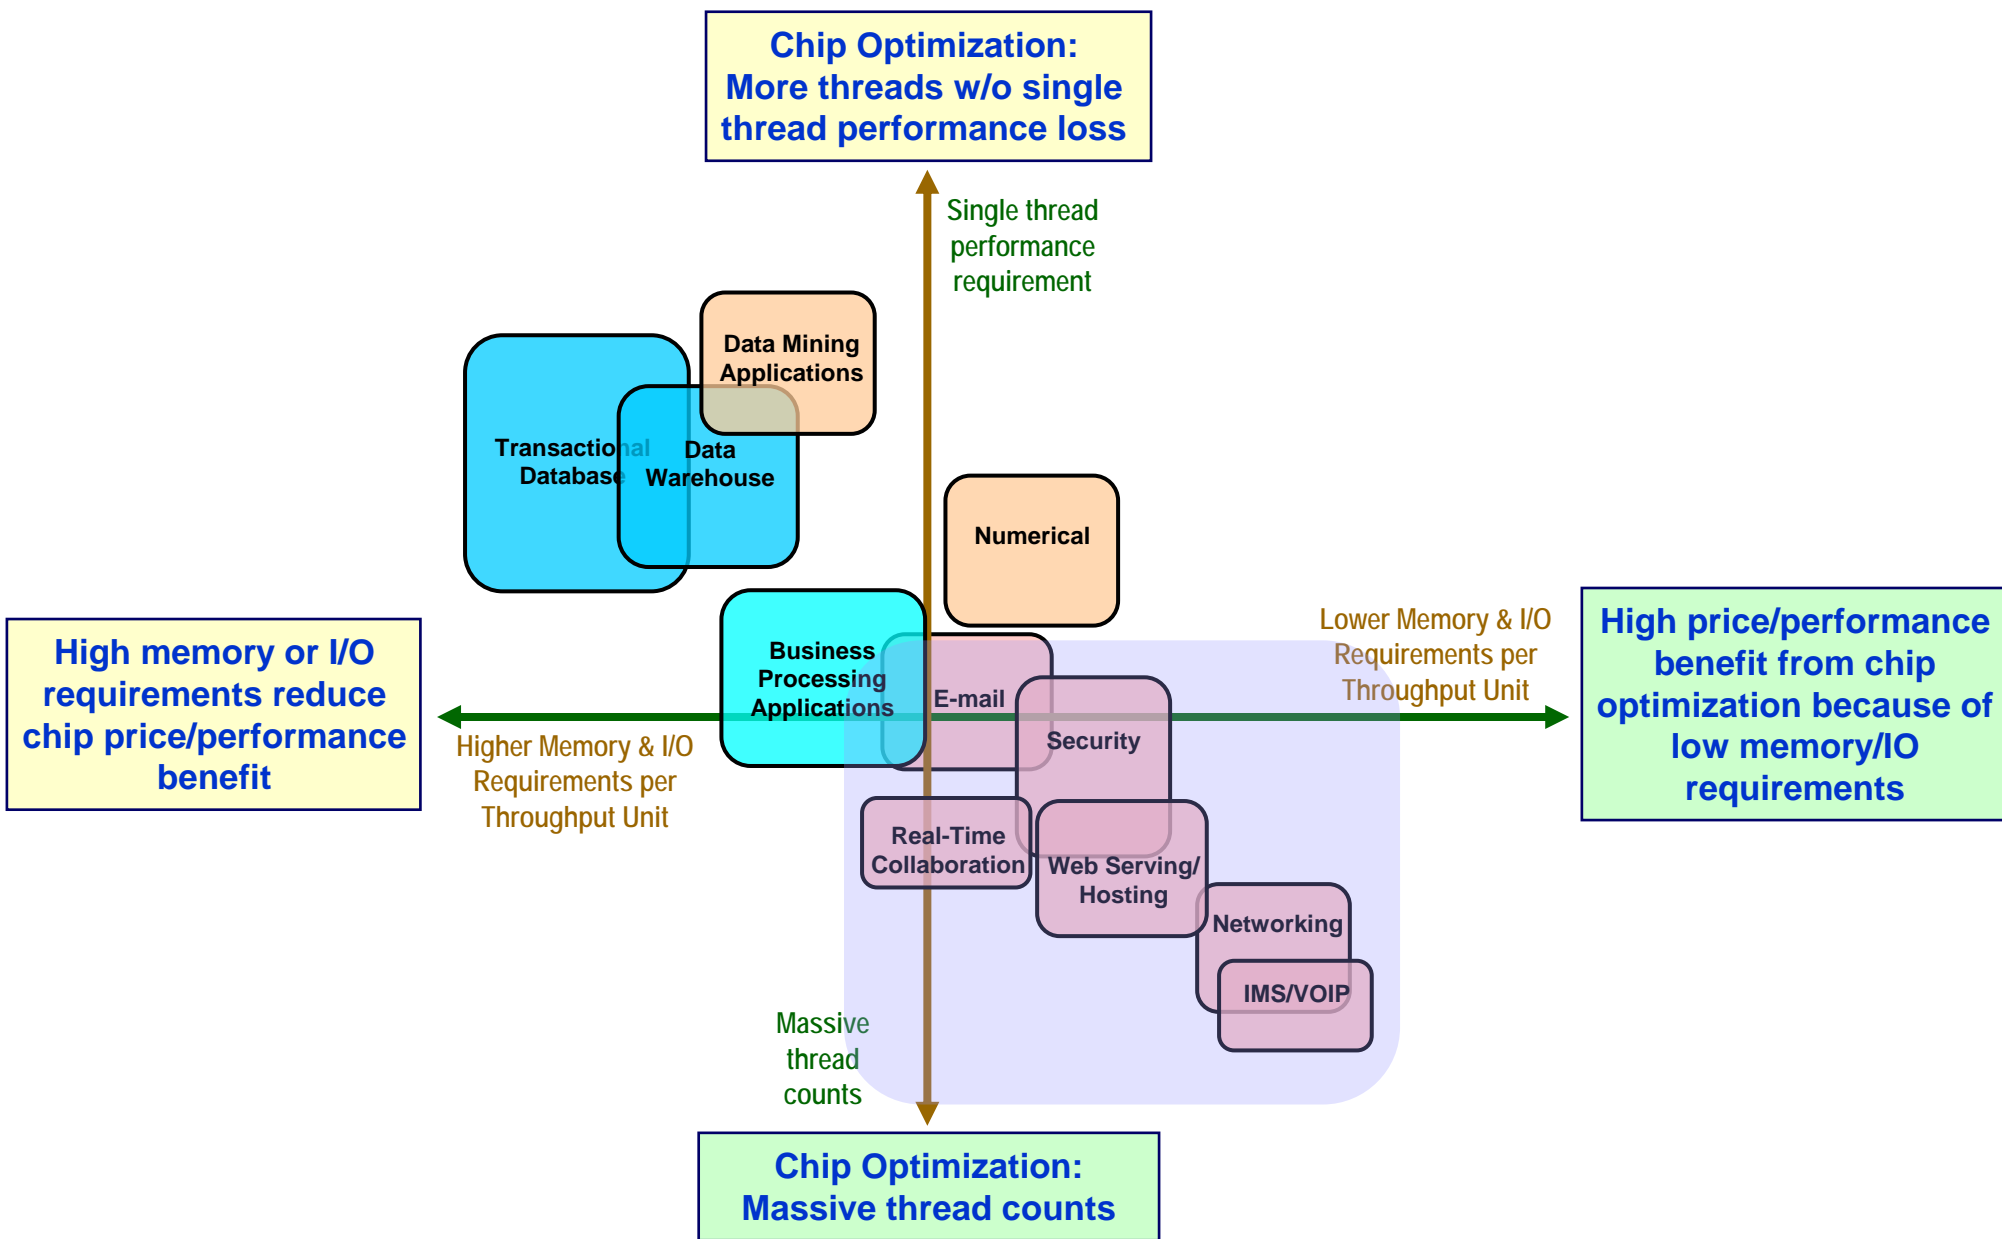 Chip Optimization:
More threads w/o single
thread performance loss
Single thread
performance
requirement
Data Mining
Applications
Transactional
Database
Data
Warehouse
Numerical
High memory or I/O
requirements reduce
chip price/performance
benefit
Business
Processing
Applications
E-mail
Security
Lower Memory & I/O
Requirements per
Throughput Unit
High price/performance
benefit from chip
optimization because of
low memory/IO
requirements
Higher Memory & I/O
Requirements per
Throughput Unit
Real-Time
Collaboration
Web Serving/
Hosting
Networking
IMS/VOIP
Massive
thread
counts
Chip Optimization:
Massive thread counts